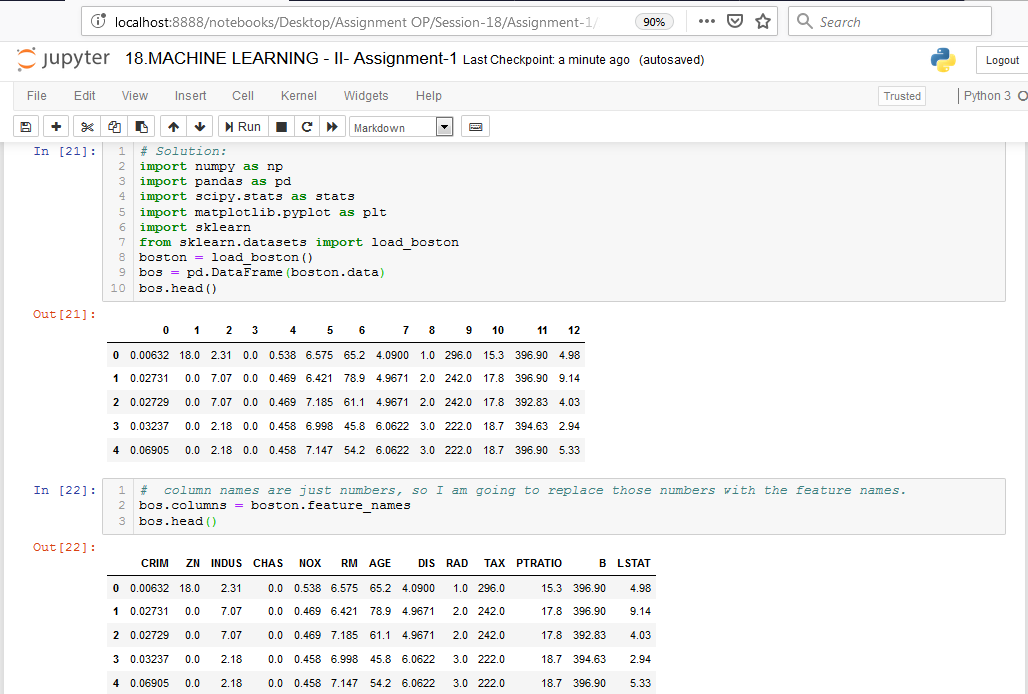 localhost:8888/notebooks/Desktop/Assignment OP/Session-18/Assignment-1/ 90% Search
jupyter 18.MACHINE LEARNING - II- Assignment-1 Last Checkpoint: a minute ago (autosaved) Logout
File Edit View Insert Cell Kernel Widgets Help Trusted Python 3
Run Markdown
In [21]: 1 # Solution:
2 import numpy as np
3 import pandas as pd
4 import scipy.stats as stats
5 import matplotlib.pyplot as plt
6 import sklearn
7 from sklearn.datasets import load_boston
8 boston = load_boston()
9 bos = pd.DataFrame(boston.data)
10 bos.head()
Out[21]:
0 1 2 3 4 5 6 7 8 9 10 11 12
0 0.00632 18.0 2.31 0.0 0.538 6.575 65.2 4.0900 1.0 296.0 15.3 396.90 4.98
1 0.02731 0.0 7.07 0.0 0.469 6.421 78.9 4.9671 2.0 242.0 17.8 396.90 9.14
2 0.02729 0.0 7.07 0.0 0.469 7.185 61.1 4.9671 2.0 242.0 17.8 392.83 4.03
3 0.03237 0.0 2.18 0.0 0.458 6.998 45.8 6.0622 3.0 222.0 18.7 394.63 2.94
4 0.06905 0.0 2.18 0.0 0.458 7.147 54.2 6.0622 3.0 222.0 18.7 396.90 5.33
In [22]: 1 # column names are just numbers, so I am going to replace those numbers with the feature names.
2 bos.columns = boston.feature_names
3 bos.head()
Out[22]:
CRIM ZN INDUS CHAS NOX RM AGE DIS RAD TAX PTRATIO B LSTAT
0 0.00632 18.0 2.31 0.0 0.538 6.575 65.2 4.0900 1.0 296.0 15.3 396.90 4.98
1 0.02731 0.0 7.07 0.0 0.469 6.421 78.9 4.9671 2.0 242.0 17.8 396.90 9.14
2 0.02729 0.0 7.07 0.0 0.469 7.185 61.1 4.9671 2.0 242.0 17.8 392.83 4.03
3 0.03237 0.0 2.18 0.0 0.458 6.998 45.8 6.0622 3.0 222.0 18.7 394.63 2.94
4 0.06905 0.0 2.18 0.0 0.458 7.147 54.2 6.0622 3.0 222.0 18.7 396.90 5.33